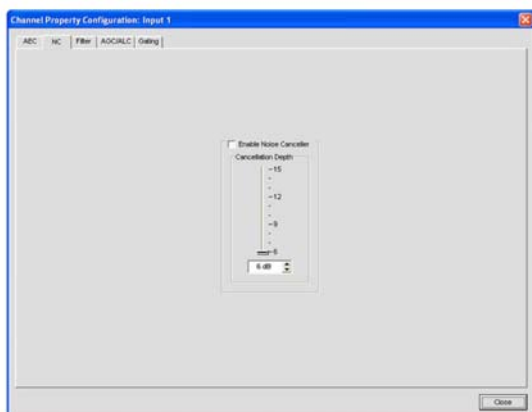 Channel Property Configuration: Input 1
AEC NC Filter AGC/ALC Gating
Enable Noise Canceller
Cancellation Depth
15
12
9
6
6 dB
Close